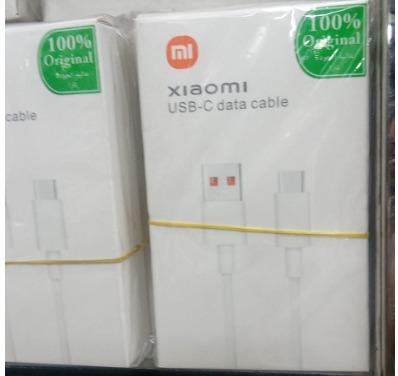 100%
Original
cable
mi
xiaomi
USB-C data cable
100%
Original